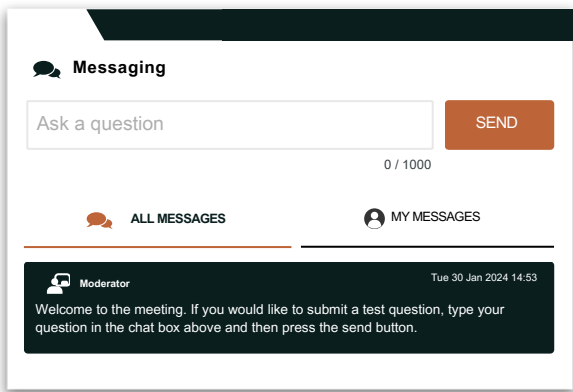 Messaging
Ask a question
SEND
0 / 1000
ALL MESSAGES
MY MESSAGES
Moderator
Tue 30 Jan 2024 14:53
Welcome to the meeting. If you would like to submit a test question, type your
question in the chat box above and then press the send button.